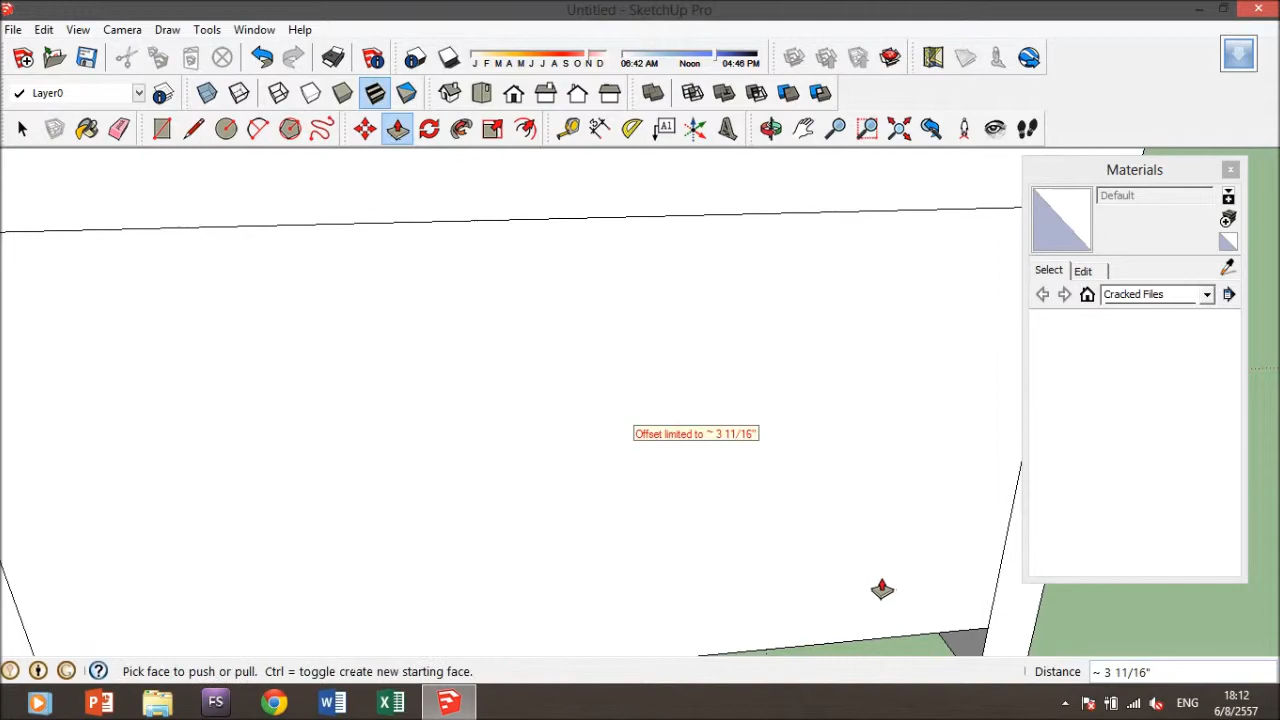 Untitled - SketchUp Pro
File Edit View Camera Draw Tools Window Help
J F M A M J J A S O N D 06:42 AM Noon 04:46 PM
Layer0
A1
Materials
Default
Select Edit
Cracked Files
Offset limited to ~ 3 11/16"
Pick face to push or pull. Ctrl = toggle create new starting face. Distance ~ 3 11/16"
FS ENG 18:12
6/8/2557